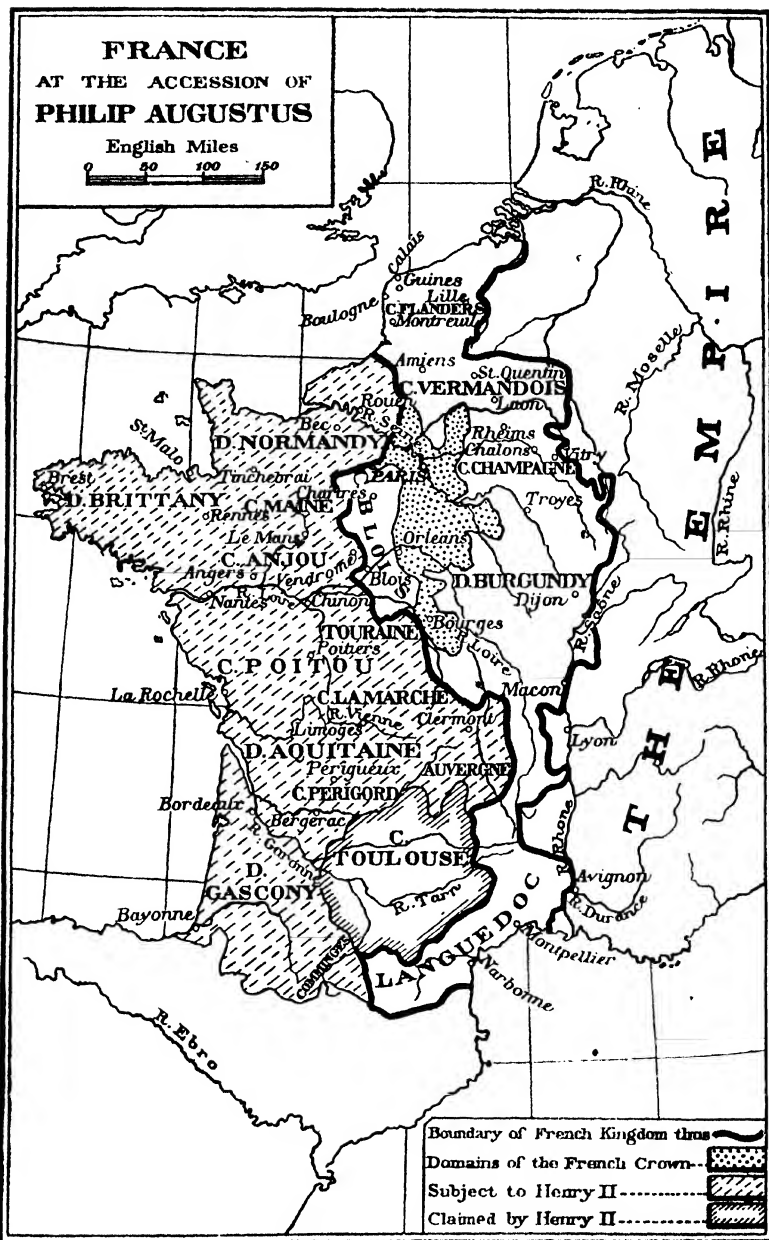 FRANCE
AT THE ACCESSION OF
PHILIP AUGUSTUS
English Miles
0 50 100 150
R. Rhine
THE EMPIRE
Calais
Guines
Lille
Boulogne
C. FLANDERS
Montreuil
R. Moselle
Amiens
St. Quentin
C. VERMANDOIS
Laon
Rouen
R. S
Bec
Rheims
St Malo
D. NORMANDY
Chalons
Vitry
C. CHAMPAGNE
PARIS
Brest
Tinchebrai
D. BRITTANY
C. MAINE
Chartres
Troyes
Rennes
R. Rhine
Le Mans
C. BLOIS
Orleans
C. ANJOU
Angers
Vendrome
Blois
D. BURGUNDY
Dijon
Nantes
R. Loire
Chinon
Bourges
R. Saône
TOURAINE
Poitiers
R. Loire
C. POITOU
R. Rhone
Macon
La Rochelle
C. LA MARCHE
R. Vienne
Clermont
Limoges
Lyon
D. AQUITAINE
Perigueux
AUVERGNE
C. PERIGORD
Bordeaux
Bergerac
R. Garonne
C.
TOULOUSE
R. Rhone
D.
GASCONY
Avignon
R. Tarn
R. Durance
Bayonne
LANGUEDOC
Montpellier
COMMINGES
Narbonne
R. Ebro
Boundary of French Kingdom thus
Domains of the French Crown
Subject to Henry II
Claimed by Henry II